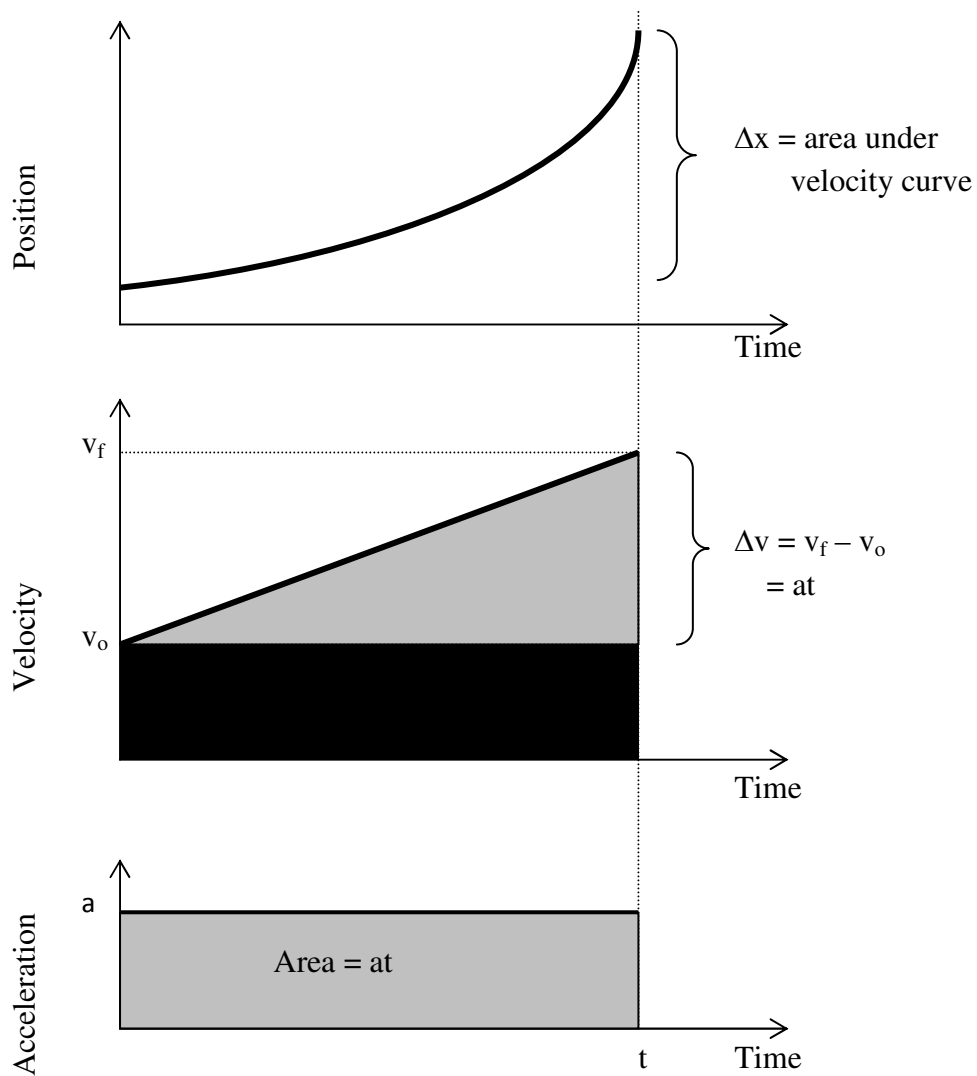 Position
Δx = area under
velocity curve
Time
Velocity
v_f
v_o
Δv = v_f – v_o
= at
Time
Acceleration
a
Area = at
t
Time